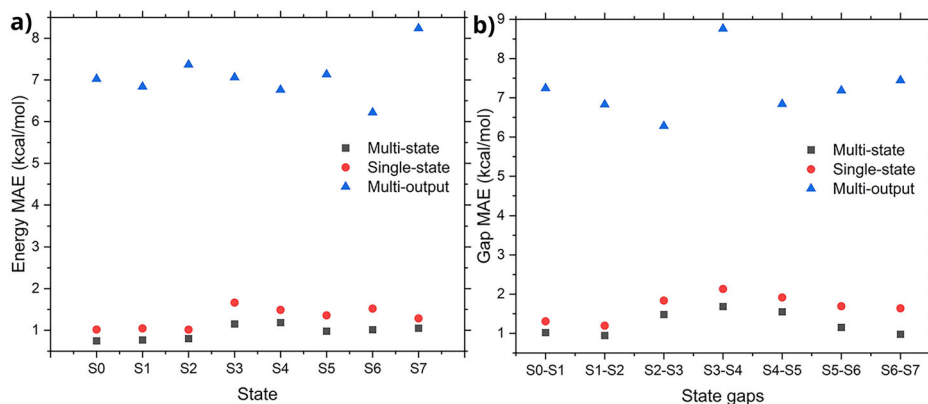 a)
Energy MAE (kcal/mol)
8
7
6
5
4
3
2
1
Multi-state
Single-state
Multi-output
S0 S1 S2 S3 S4 S5 S6 S7
State
b)
Gap MAE (kcal/mol)
9
8
7
6
5
4
3
2
1
Multi-state
Single-state
Multi-output
S0-S1 S1-S2 S2-S3 S3-S4 S4-S5 S5-S6 S6-S7
State gaps